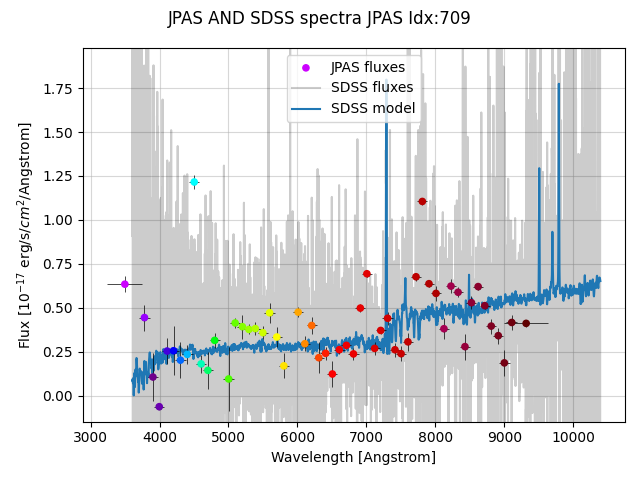 JPAS AND SDSS spectra JPAS Idx:709
JPAS fluxes
SDSS fluxes
SDSS model
Flux [10⁻¹⁷ erg/s/cm²/Angstrom]
1.75
1.50
1.25
1.00
0.75
0.50
0.25
0.00
3000 4000 5000 6000 7000 8000 9000 10000
Wavelength [Angstrom]